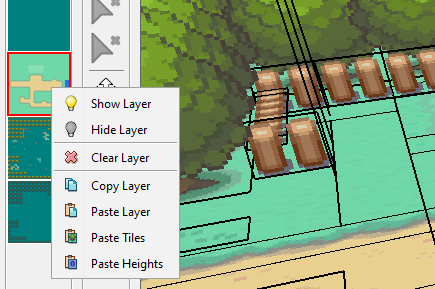 Show Layer
Hide Layer
Clear Layer
Copy Layer
Paste Layer
Paste Tiles
Paste Heights